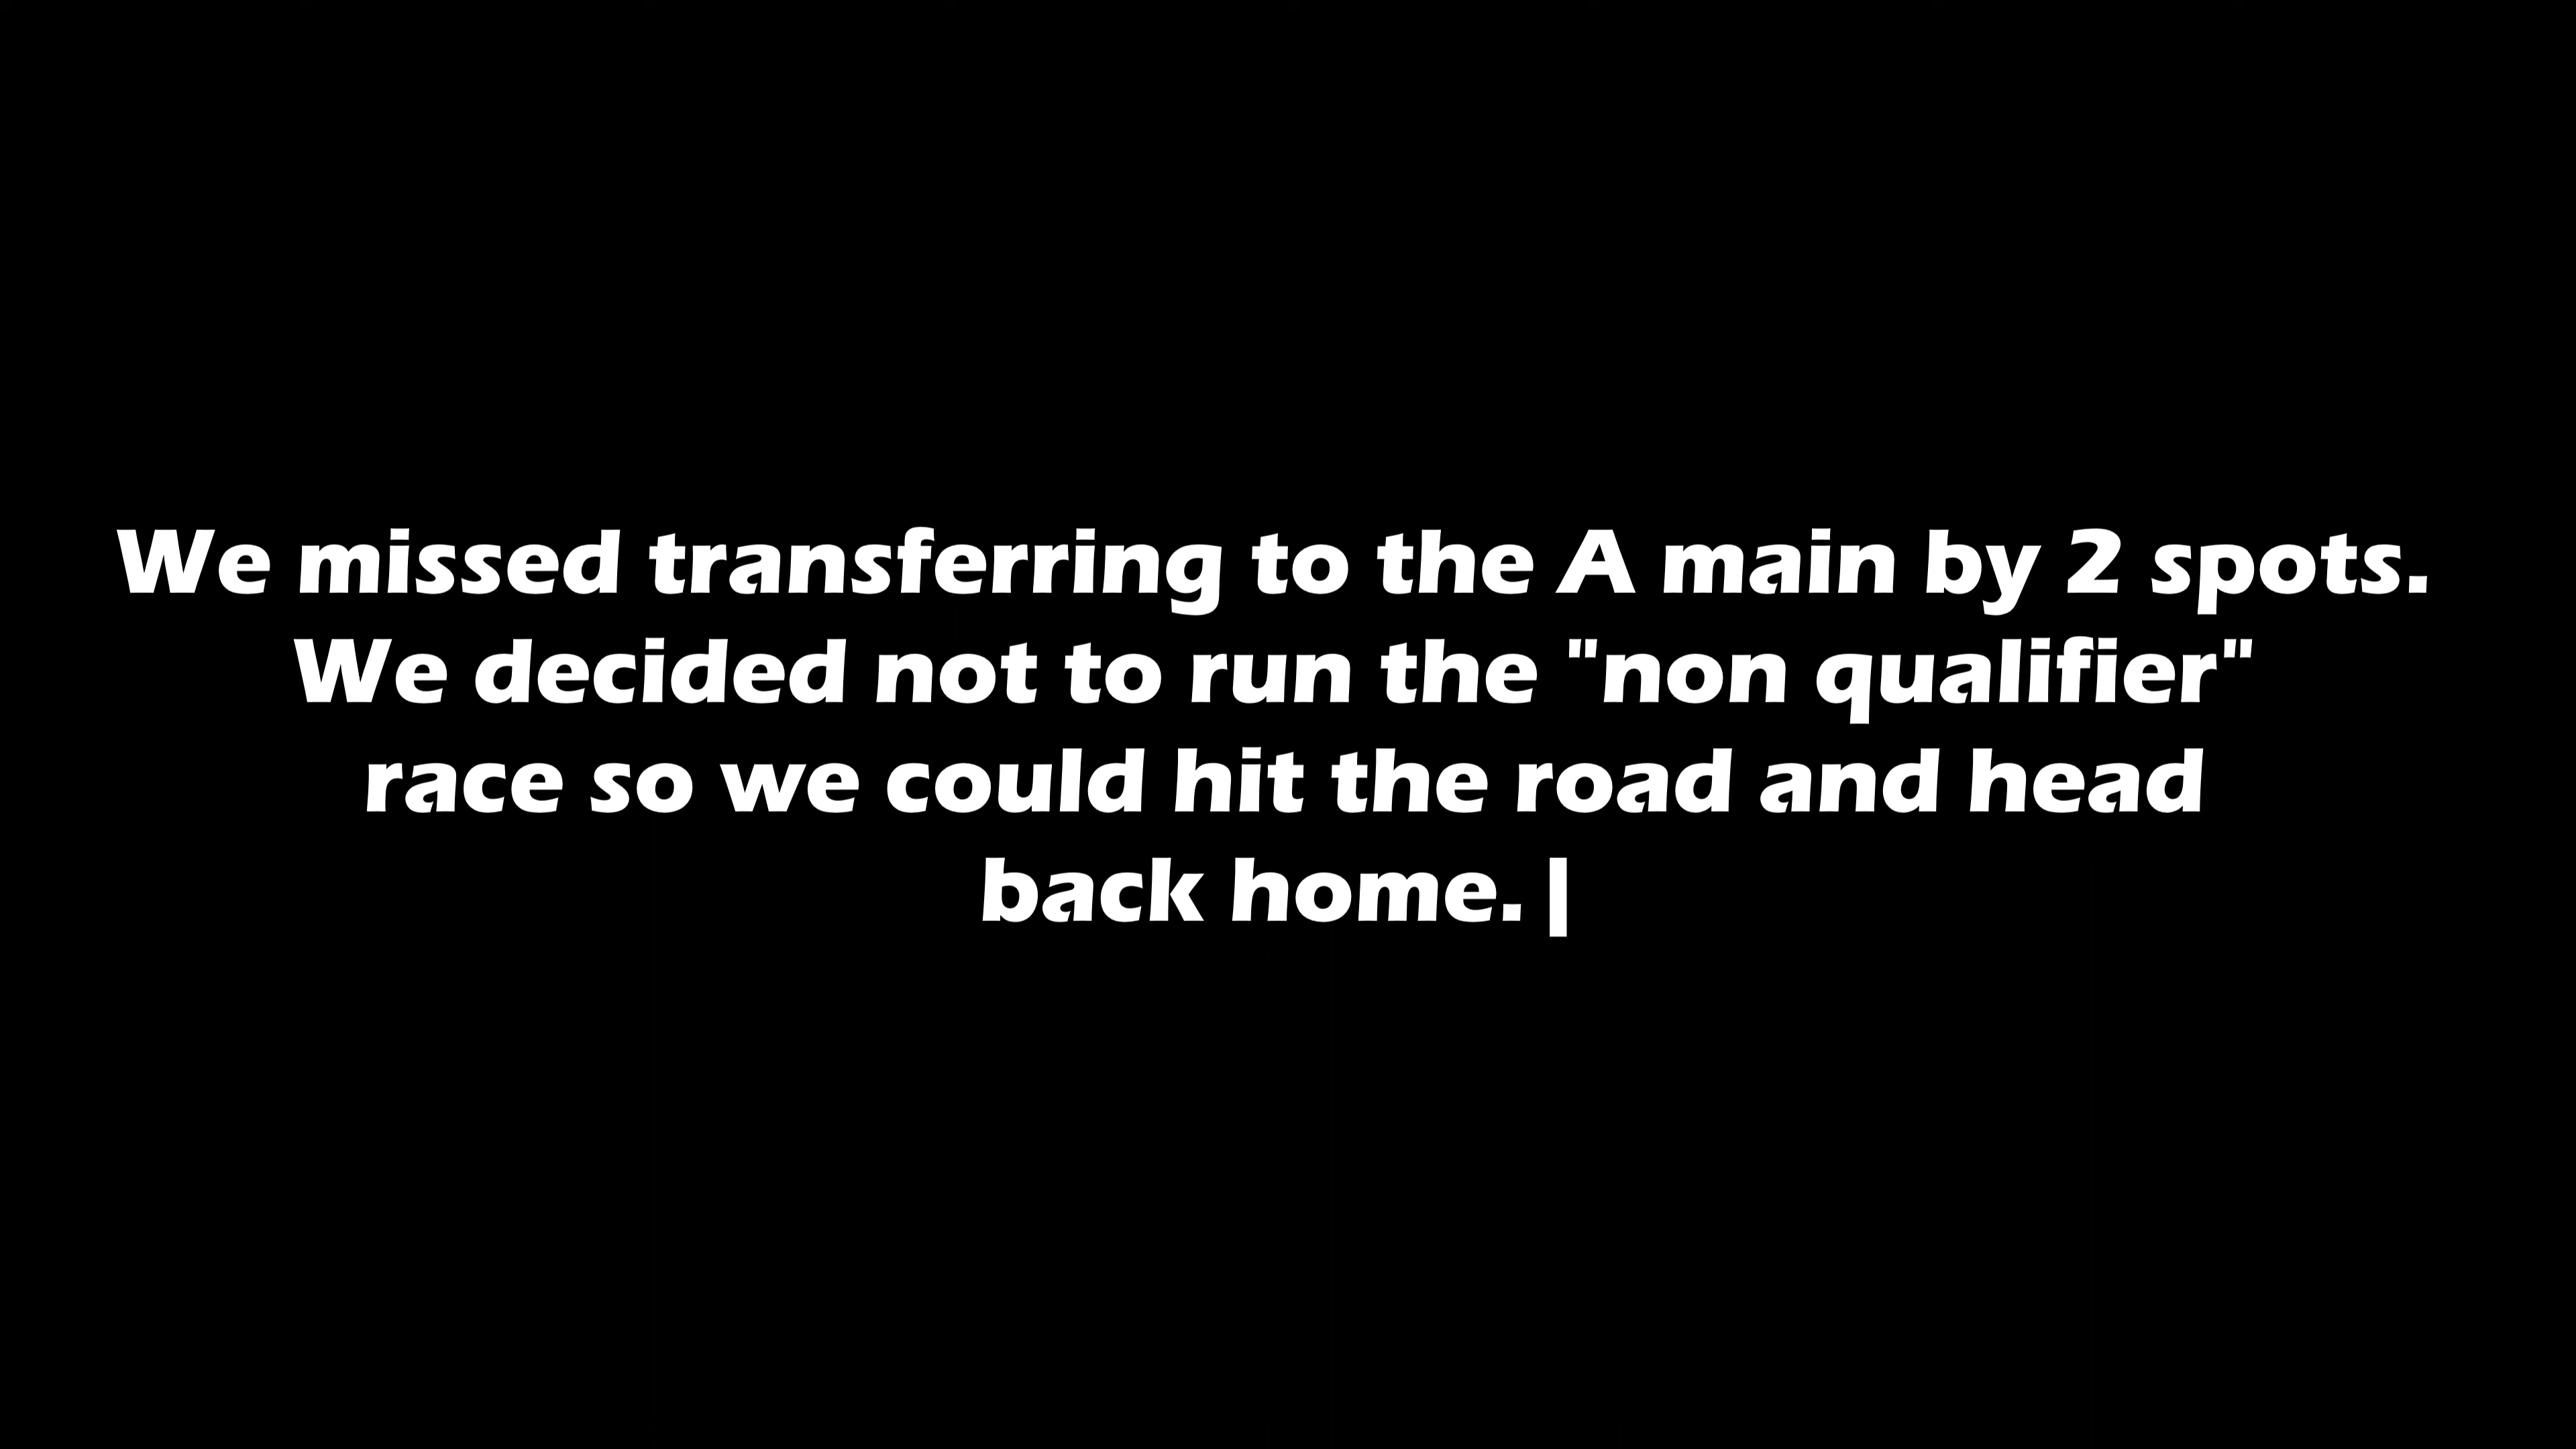 We missed transferring to the A main by 2 spots.
We decided not to run the "non qualifier"
race so we could hit the road and head
back home. |